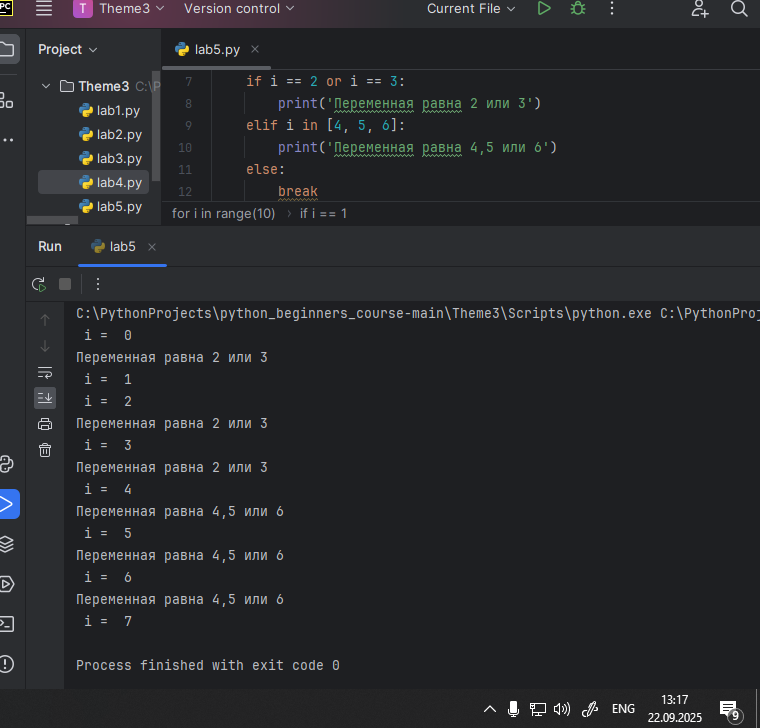 PC
T Theme3 Version control Current File
Project
lab5.py
Theme3 C:\P
lab1.py
lab2.py
lab3.py
lab4.py
lab5.py
7 if i == 2 or i == 3:
8 print('Переменная равна 2 или 3')
9 elif i in [4, 5, 6]:
10 print('Переменная равна 4,5 или 6')
11 else:
12 break
for i in range(10) › if i == 1
Run lab5
C:\PythonProjects\python_beginners_course-main\Theme3\Scripts\python.exe C:\PythonProj
i = 0
Переменная равна 2 или 3
i = 1
i = 2
Переменная равна 2 или 3
i = 3
Переменная равна 2 или 3
i = 4
Переменная равна 4,5 или 6
i = 5
Переменная равна 4,5 или 6
i = 6
Переменная равна 4,5 или 6
i = 7
Process finished with exit code 0
ENG
13:17
22.09.2025
9